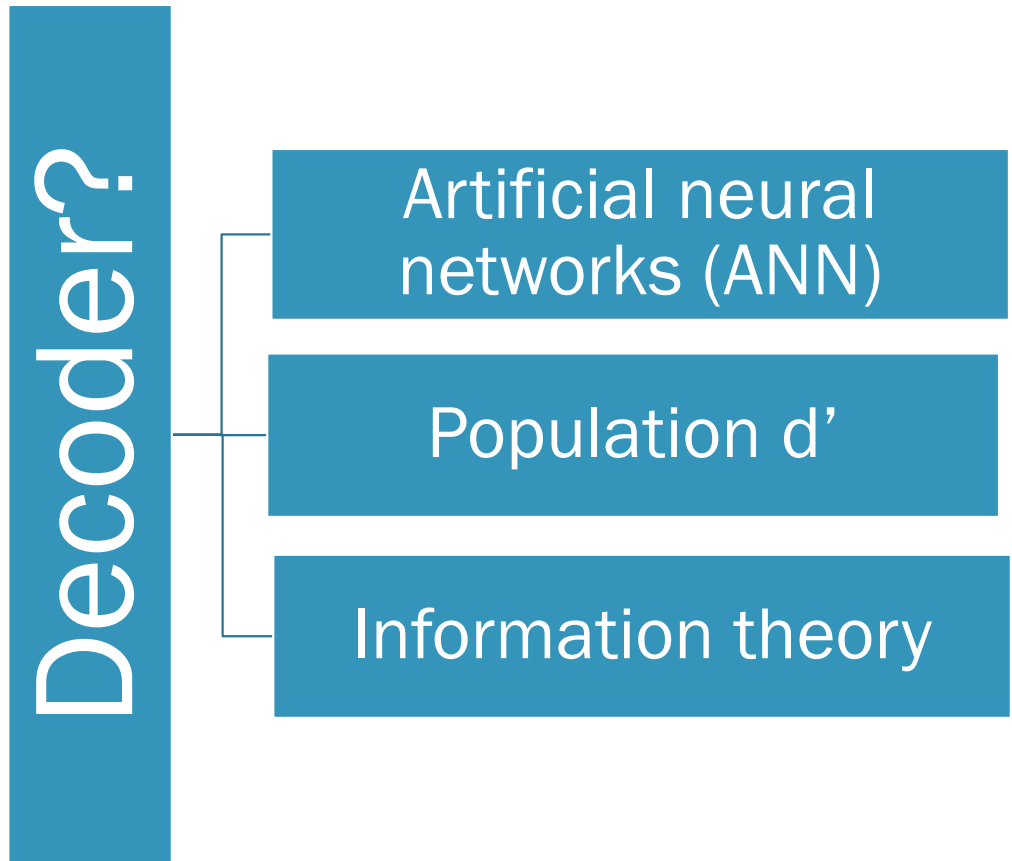 Decoder?
Artificial neural
networks (ANN)
Population d’
Information theory